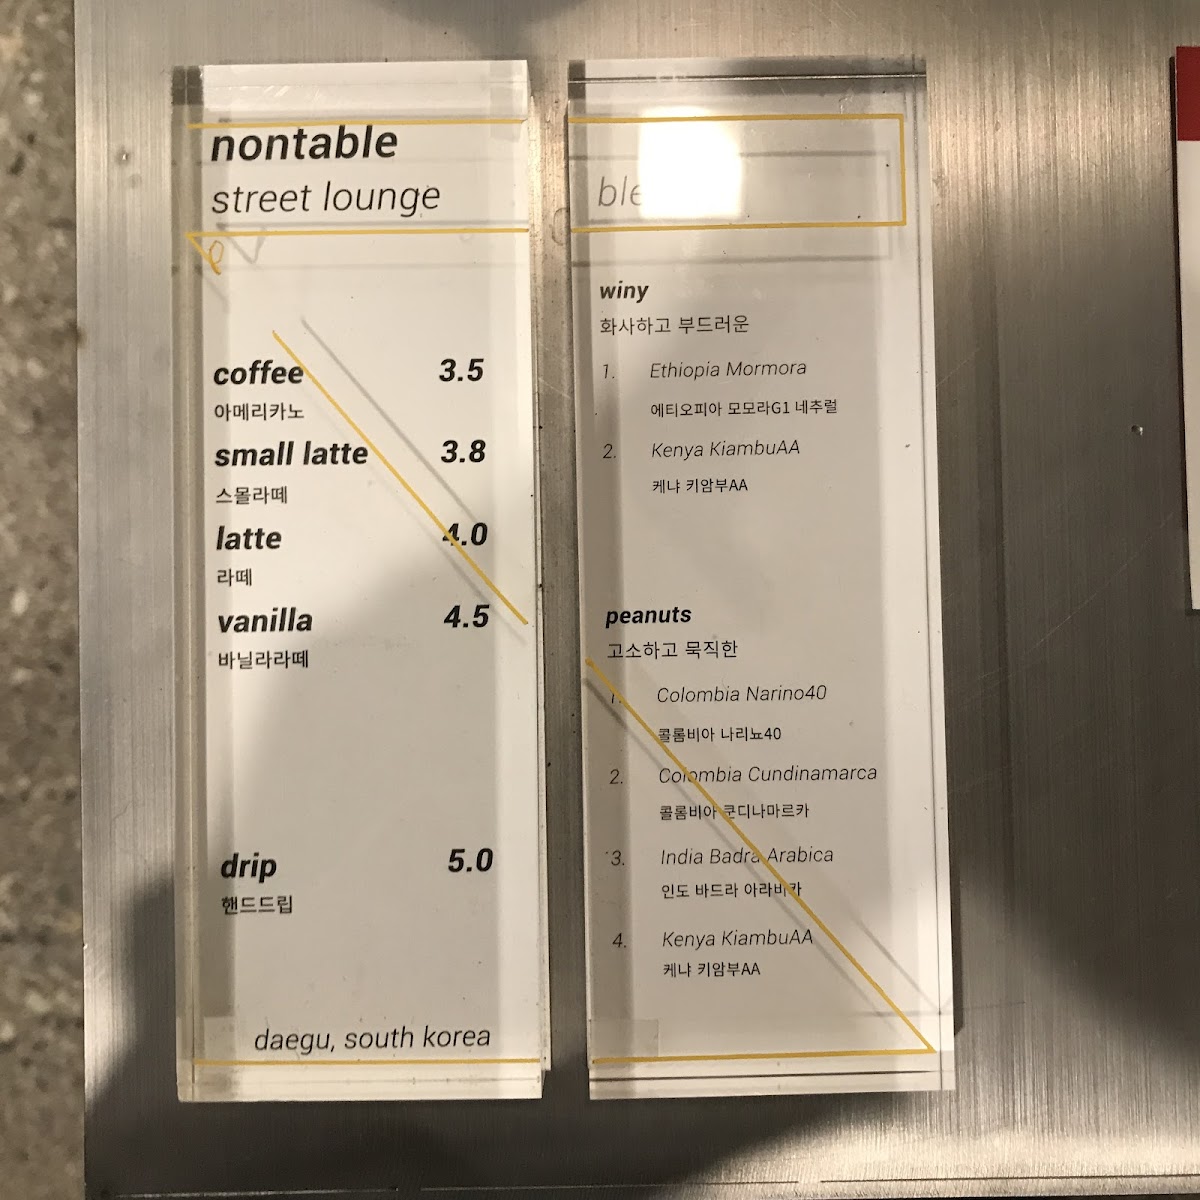 nontable
street lounge
coffee 3.5
아메리카노
small latte 3.8
스몰라떼
latte 4.0
라떼
vanilla 4.5
바닐라라떼
drip 5.0
핸드드립
daegu, south korea
winy
화사하고 부드러운
1. Ethiopia Mormora
에티오피아 모모라G1 네추럴
2. Kenya KiambuAA
케냐 키암부AA
peanuts
고소하고 묵직한
1. Colombia Narino40
콜롬비아 나리뇨40
2. Colombia Cundinamarca
콜롬비아 쿤디나마르카
3. India Badra Arabica
인도 바드라 아라비카
4. Kenya KiambuAA
케냐 키암부AA